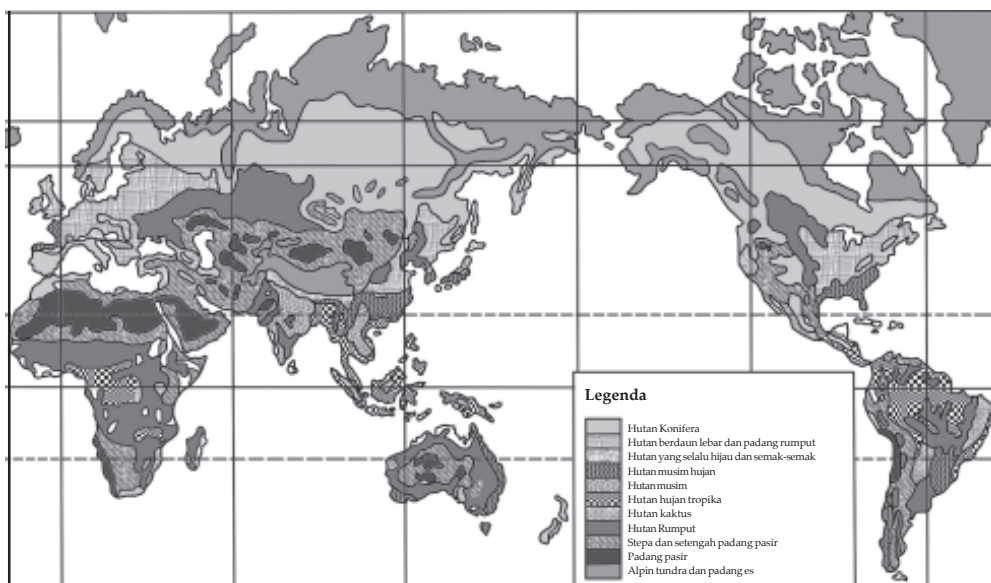 Legenda
Hutan Konifera
Hutan berdaun lebar dan padang rumput
Hutan yang selalu hijau dan semak-semak
Hutan musim hujan
Hutan musim
Hutan hujan tropika
Hutan kaktus
Hutan Rumput
Stepa dan setengah padang pasir
Padang pasir
Alpin tundra dan padang es